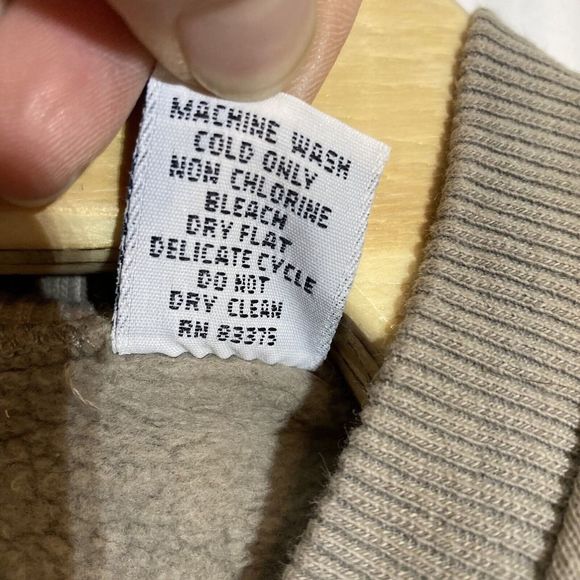 MACHINE WASH
COLD ONLY
NON CHLORINE
BLEACH
DRY FLAT
DELICATE CYCLE
DO NOT
DRY CLEAN
RN 83375